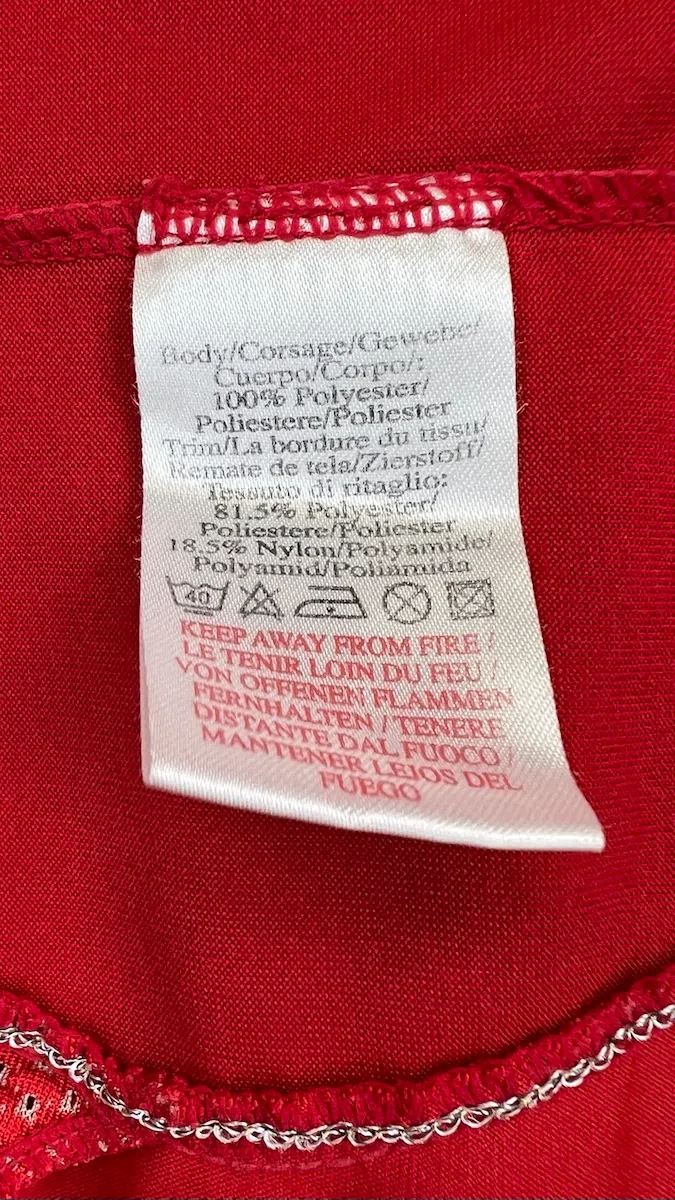 Body/Corsage/Gewebe/
Cuerpo/Corpo/:
100% Polyester/
Poliestere/Poliester
Trim/La bordure du tissu/
Remate de tela/Zierstoff/
Tessuto di ritaglio:
81.5% Polyester/
Poliestere/Poliester
18.5% Nylon/Polyamide/
Polyamid/Poliamuda
40
KEEP AWAY FROM FIRE /
LE TENIR LOIN DU FEU /
VON OFFENEN FLAMMEN
FERNHALTEN / TENERE
DISTANTE DAL FUOCO /
MANTENER LEJOS DEL
FUEGO